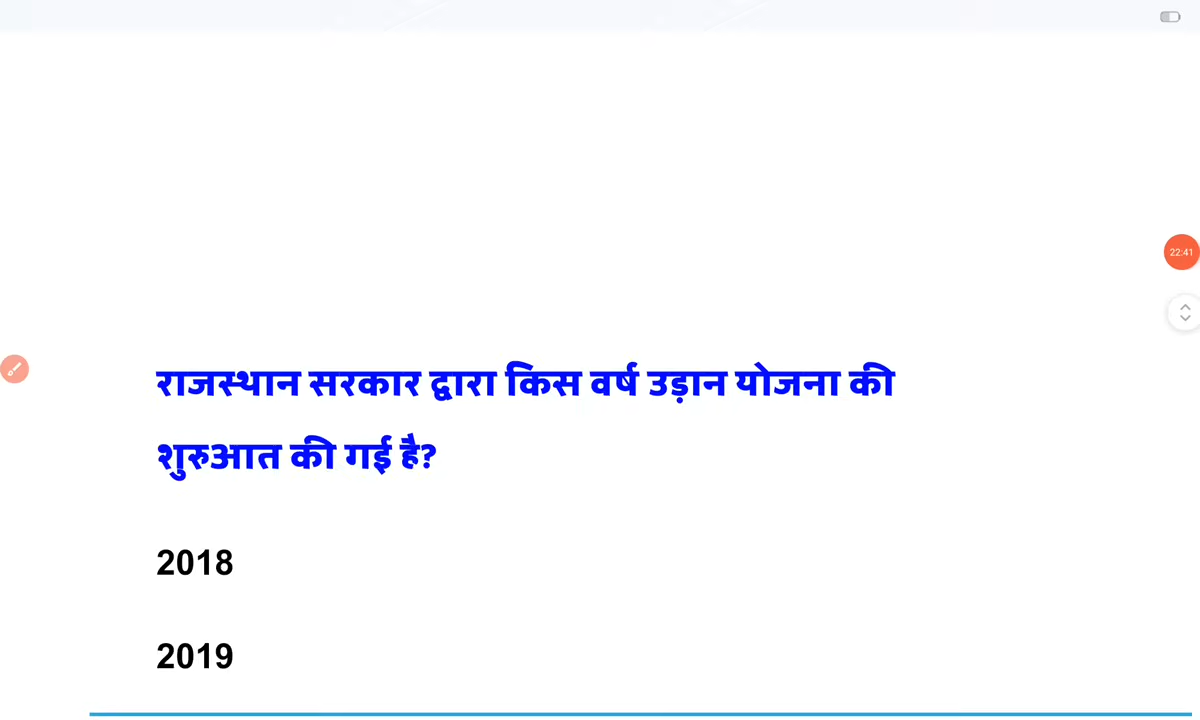 22:41
राजस्थान सरकार द्वारा किस वर्ष उड़ान योजना की
शुरुआत की गई है?
2018
2019